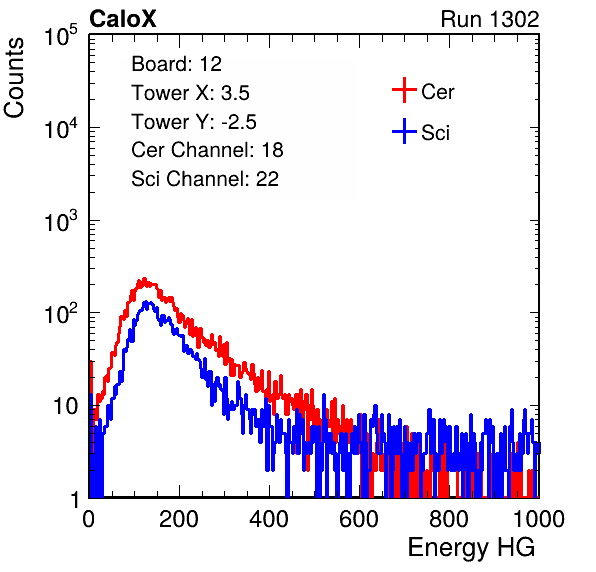 CaloX Run 1302
Counts
Board: 12
Tower X: 3.5
Tower Y: -2.5
Cer Channel: 18
Sci Channel: 22
Cer
Sci
10^5
10^4
10^3
10^2
10
1
0 200 400 600 800 1000
Energy HG